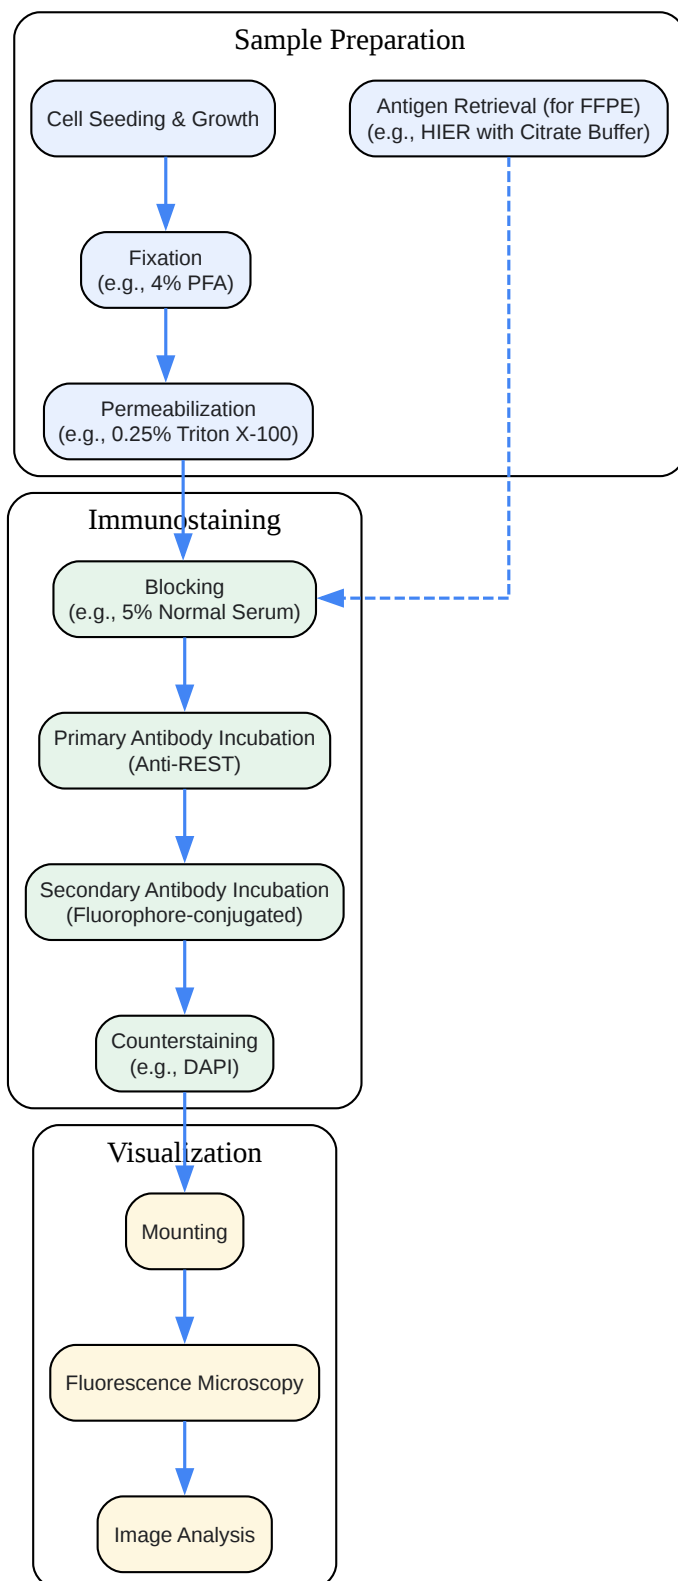 Sample Preparation
Cell Seeding & Growth
Antigen Retrieval (for FFPE)
(e.g., HIER with Citrate Buffer)
Fixation
(e.g., 4% PFA)
Permeabilization
(e.g., 0.25% Triton X-100)
Immunostaining
Blocking
(e.g., 5% Normal Serum)
Primary Antibody Incubation
(Anti-REST)
Secondary Antibody Incubation
(Fluorophore-conjugated)
Counterstaining
(e.g., DAPI)
Visualization
Mounting
Fluorescence Microscopy
Image Analysis